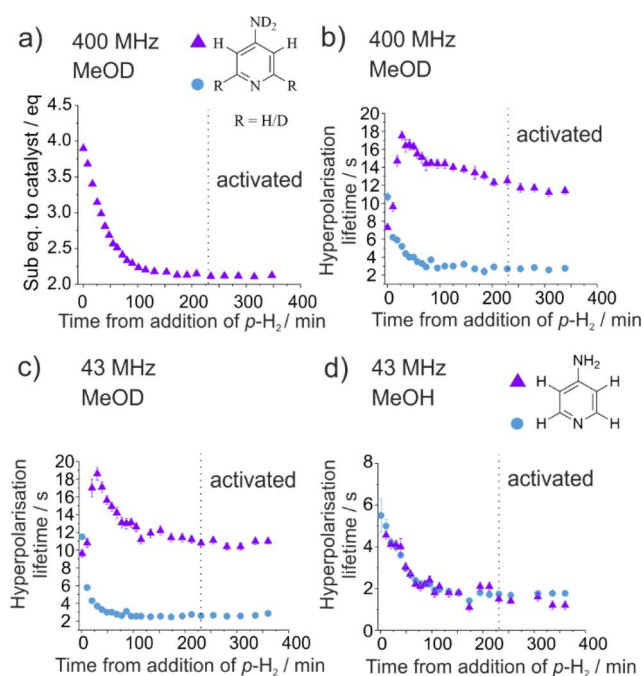 a) 400 MHz
MeOD
ND2
H H
R N R
R = H/D
activated
Sub eq. to catalyst / eq
4.5
4.0
3.5
3.0
2.5
2.0
0 100 200 300 400
Time from addition of p-H2 / min
b) 400 MHz
MeOD
activated
Hyperpolarisation
lifetime / s
20
18
16
14
12
10
8
6
4
2
0 100 200 300 400
Time from addition of p-H2 / min
c) 43 MHz
MeOD
activated
Hyperpolarisation
lifetime / s
20
18
16
14
12
10
8
6
4
2
0 100 200 300 400
Time from addition of p-H2 / min
d) 43 MHz
MeOH
NH2
H H
H N H
activated
Hyperpolarisation
lifetime / s
8
6
4
2
0
0 100 200 300 400
Time from addition of p-H2 / min